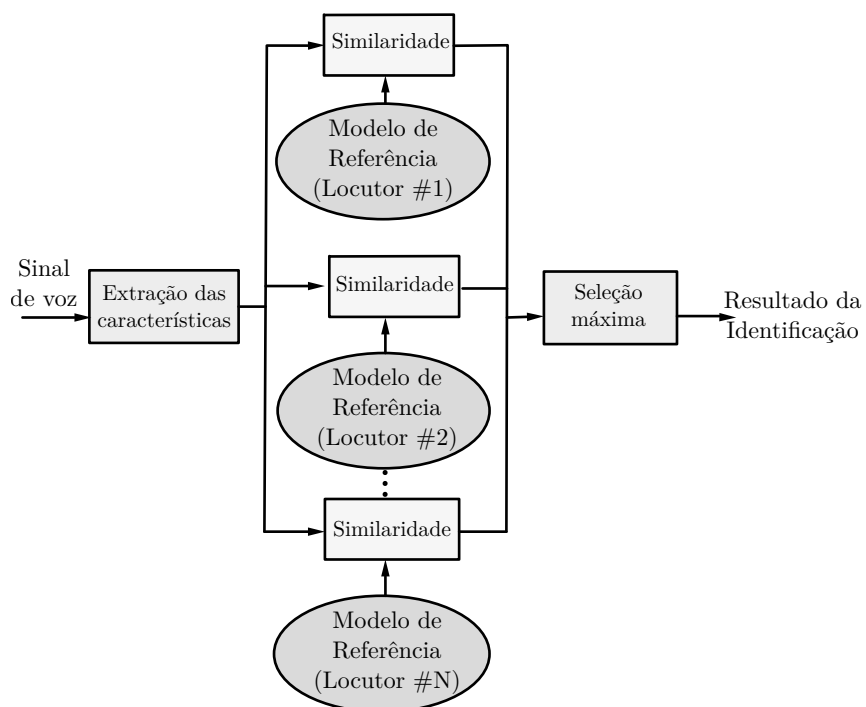 Similaridade
Modelo de
Referência
(Locutor #1)
Sinal
de voz
Extração das
características
Similaridade
Modelo de
Referência
(Locutor #2)
Seleção
máxima
Resultado da
Identificação
Similaridade
Modelo de
Referência
(Locutor #N)